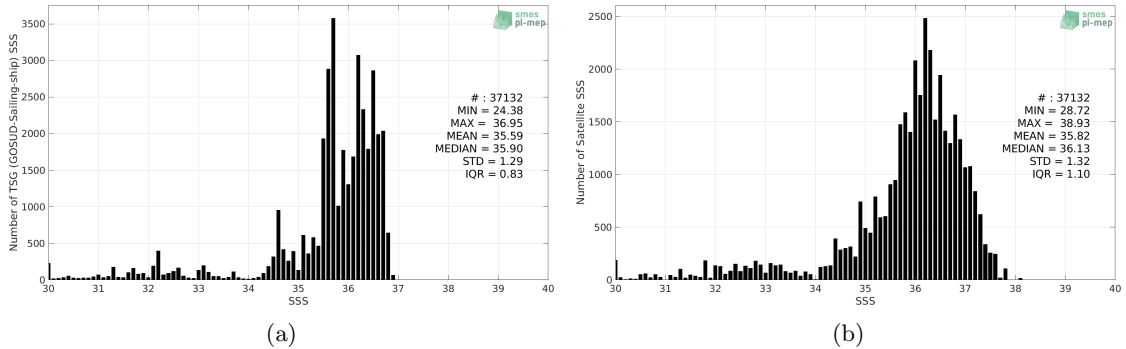 smos
pi-mep
Number of TSG (GOSUD-Sailing-ship) SSS
3500
3000
2500
2000
1500
1000
500
0
# : 37132
MIN = 24.38
MAX = 36.95
MEAN = 35.59
MEDIAN = 35.90
STD = 1.29
IQR = 0.83
30 31 32 33 34 35 36 37 38 39 40
SSS
(a)
smos
pi-mep
Number of Satellite SSS
2500
2000
1500
1000
500
0
# : 37132
MIN = 28.72
MAX = 38.93
MEAN = 35.82
MEDIAN = 36.13
STD = 1.32
IQR = 1.10
30 31 32 33 34 35 36 37 38 39 40
SSS
(b)